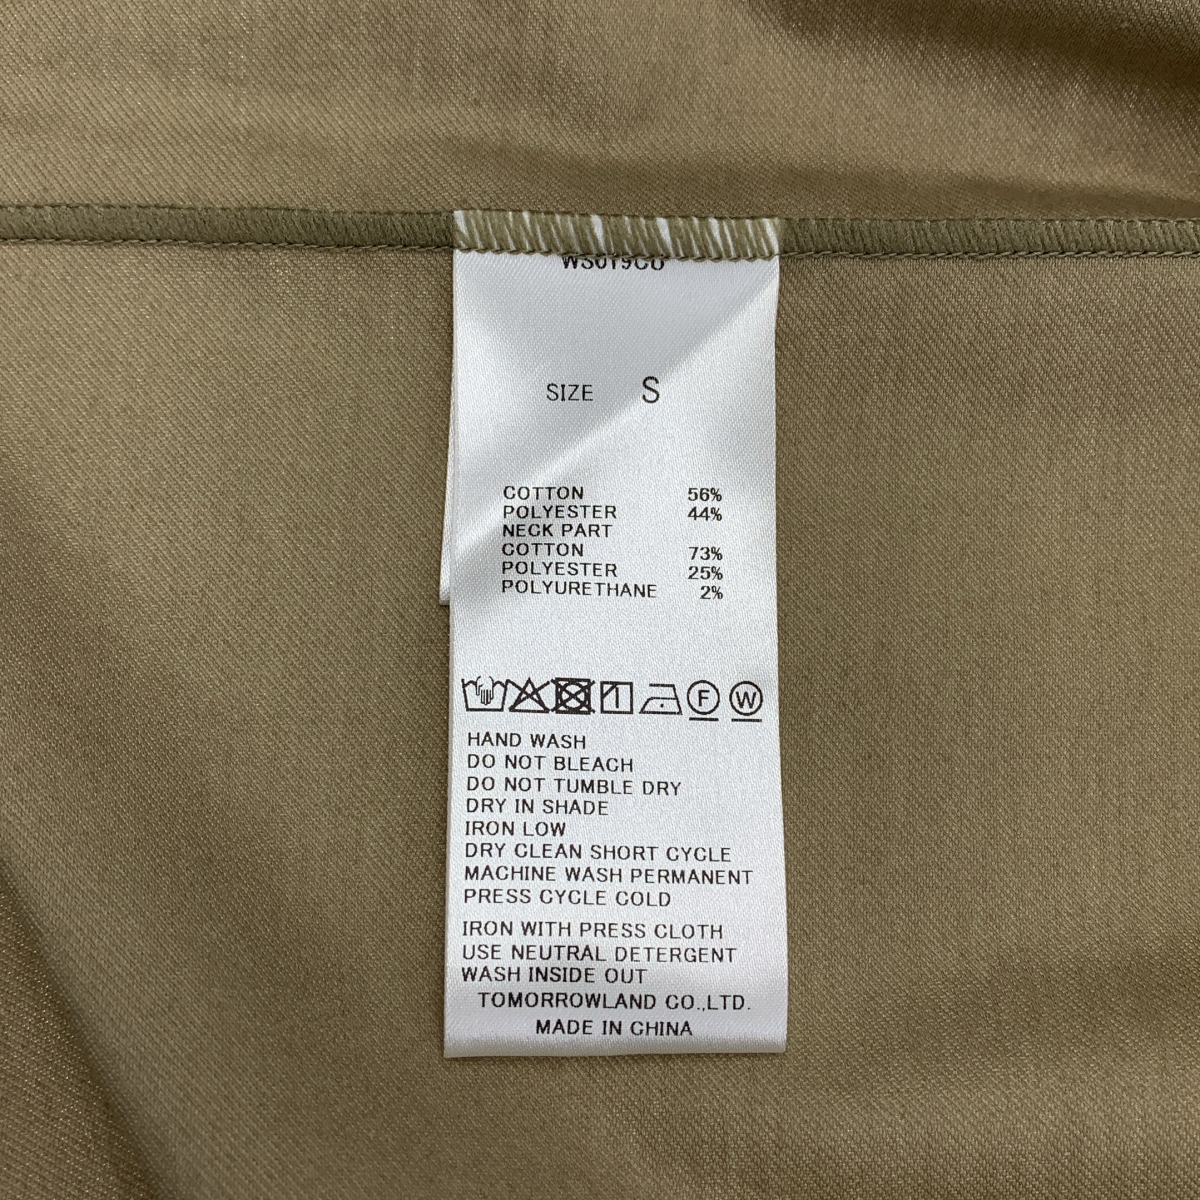 SIZE S
COTTON 56%
POLYESTER 44%
NECK PART
COTTON 73%
POLYESTER 25%
POLYURETHANE 2%
F W
HAND WASH
DO NOT BLEACH
DO NOT TUMBLE DRY
DRY IN SHADE
IRON LOW
DRY CLEAN SHORT CYCLE
MACHINE WASH PERMANENT
PRESS CYCLE COLD
IRON WITH PRESS CLOTH
USE NEUTRAL DETERGENT
WASH INSIDE OUT
TOMORROWLAND CO.,LTD.
MADE IN CHINA